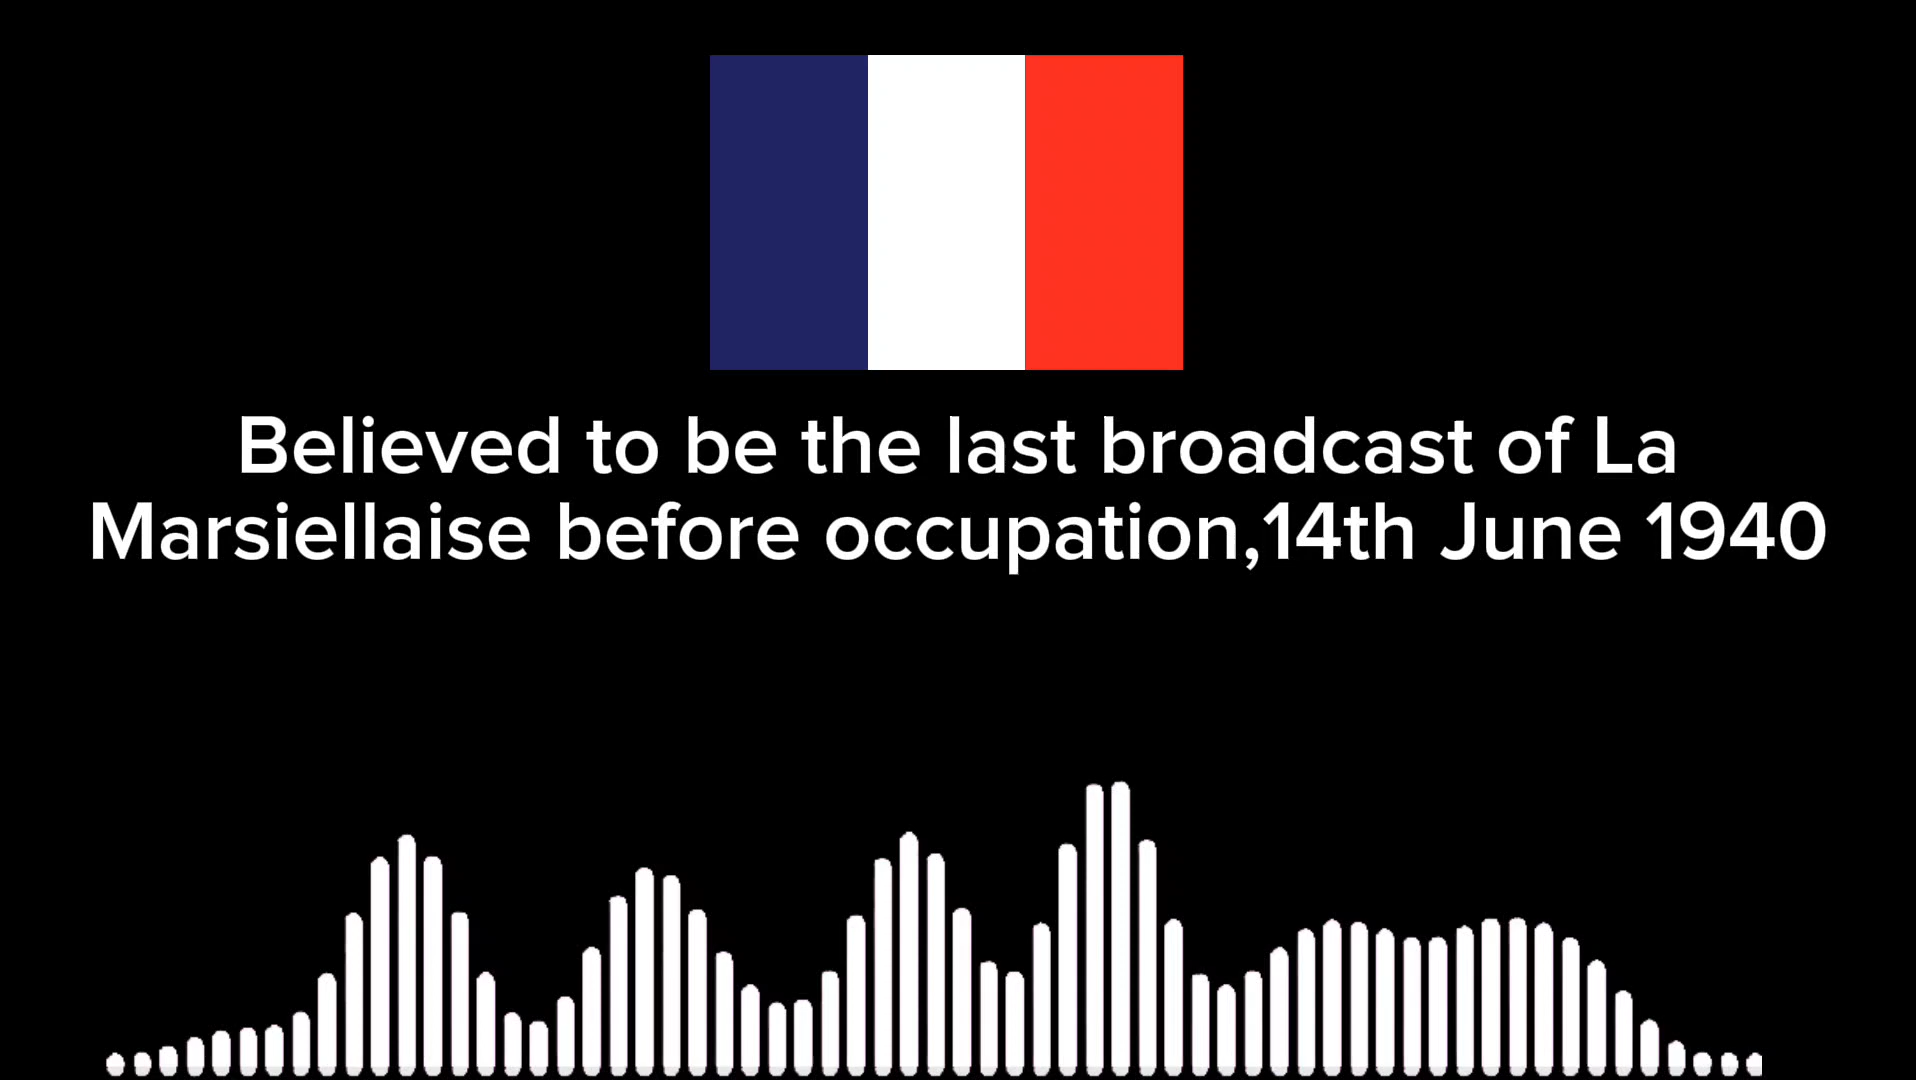 Believed to be the last broadcast of La
Marsiellaise before occupation,14th June 1940